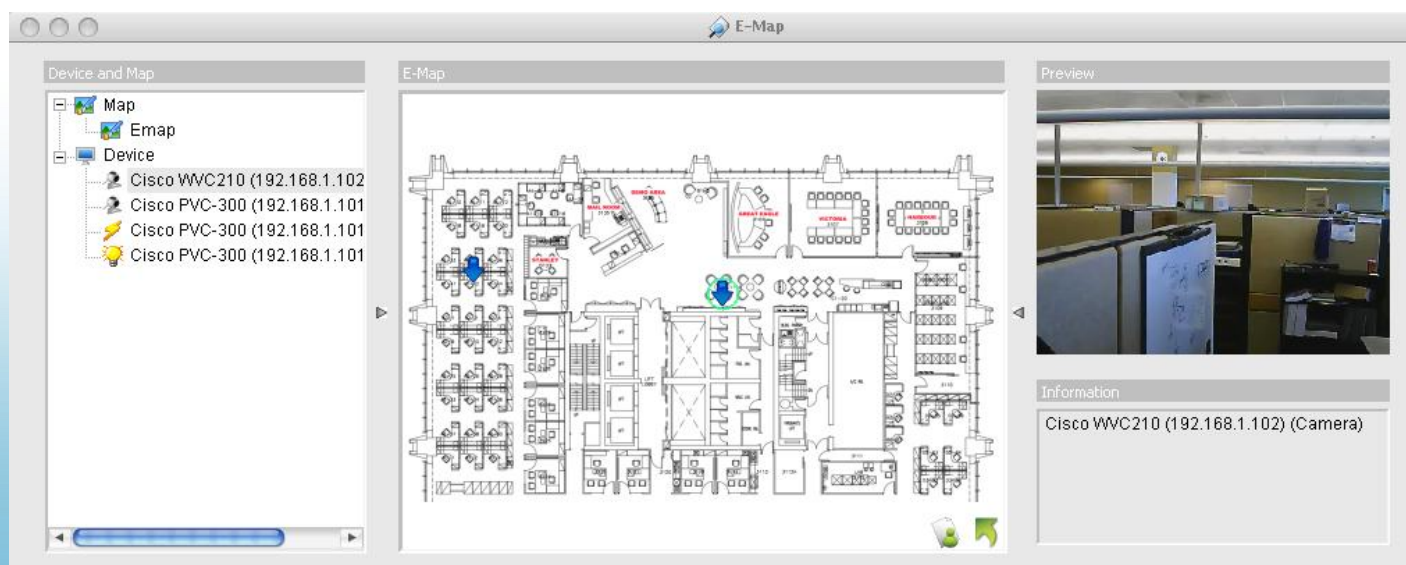 E-Map
Device and Map
Map
Emap
Device
Cisco WVC210 (192.168.1.102
Cisco PVC-300 (192.168.1.101
Cisco PVC-300 (192.168.1.101
Cisco PVC-300 (192.168.1.101
E-Map
DEMO AREA
MAIL ROOM
GREAT EAGLE
VICTORIA
HARBOUR
STANLEY
LIFT
LOBBY
Preview
Information
Cisco WVC210 (192.168.1.102) (Camera)